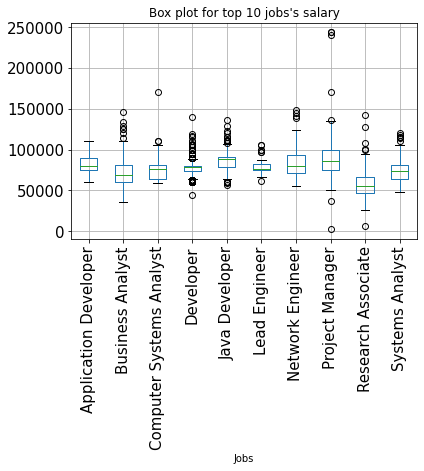 Box plot for top 10 jobs's salary
250000
200000
150000
100000
50000
0
Application Developer
Business Analyst
Computer Systems Analyst
Developer
Java Developer
Lead Engineer
Network Engineer
Project Manager
Research Associate
Systems Analyst
Jobs